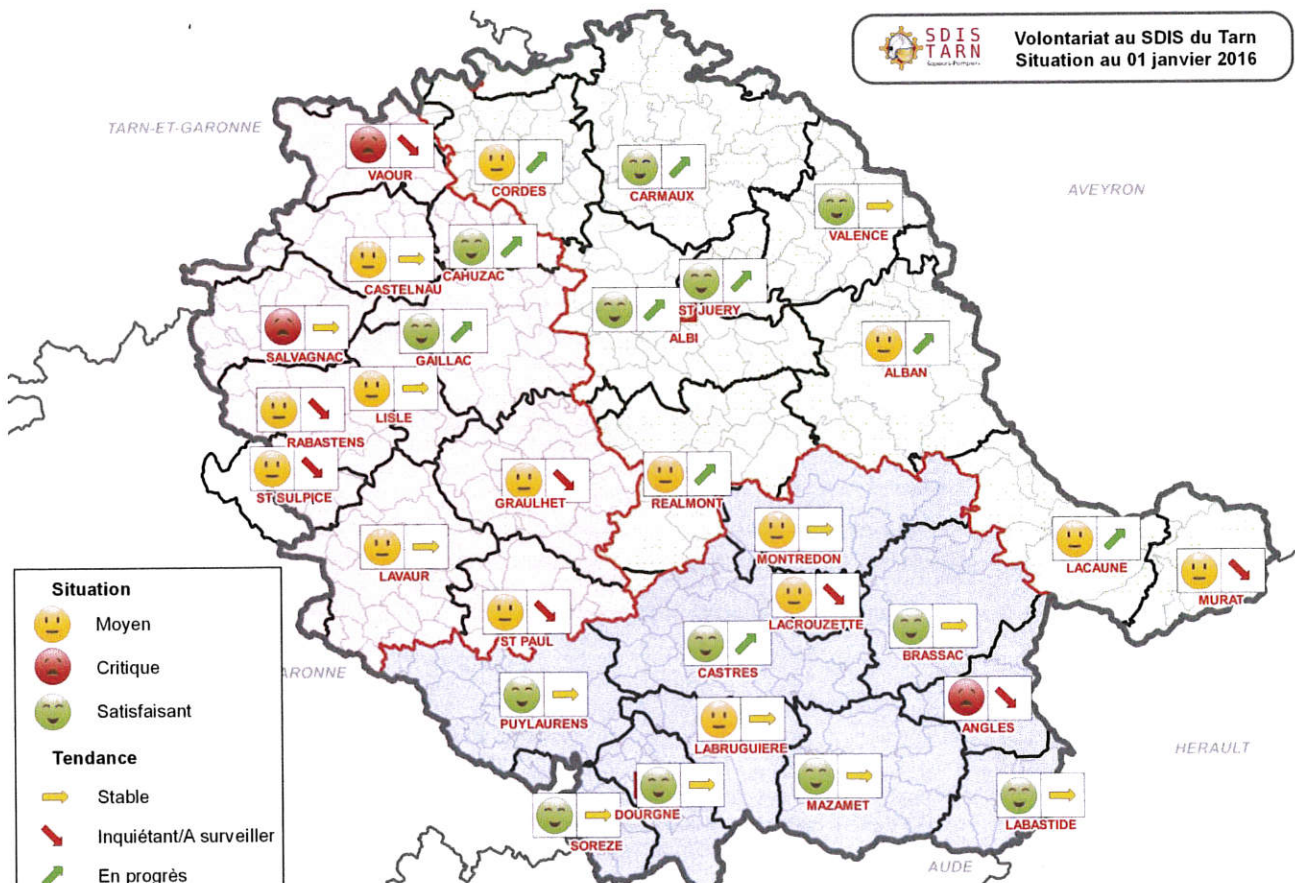 SDIS
TARN
Sapeurs-Pompiers
Volontariat au SDIS du Tarn
Situation au 01 janvier 2016
TARN-ET-GARONNE
AVEYRON
VAOUR
CORDES
CARMAUX
VALENCE
CAHUZAC
CASTELNAU
ST JUERY
ALBI
SALVAGNAC
GAILLAC
ALBAN
LISLE
RABASTENS
ST SULPICE
GRAULHET
REALMONT
MONTREDON
LAVAUR
LACAUNE
MURAT
LACROUZETTE
ST PAUL
BRASSAC
CASTRES
ARONNE
PUYLAURENS
ANGLES
LABRUGUIERE
HERAULT
MAZAMET
DOURGNE
LABASTIDE
SOREZE
AUDE
Situation
Moyen
Critique
Satisfaisant
Tendance
Stable
Inquiétant/A surveiller
En progrès